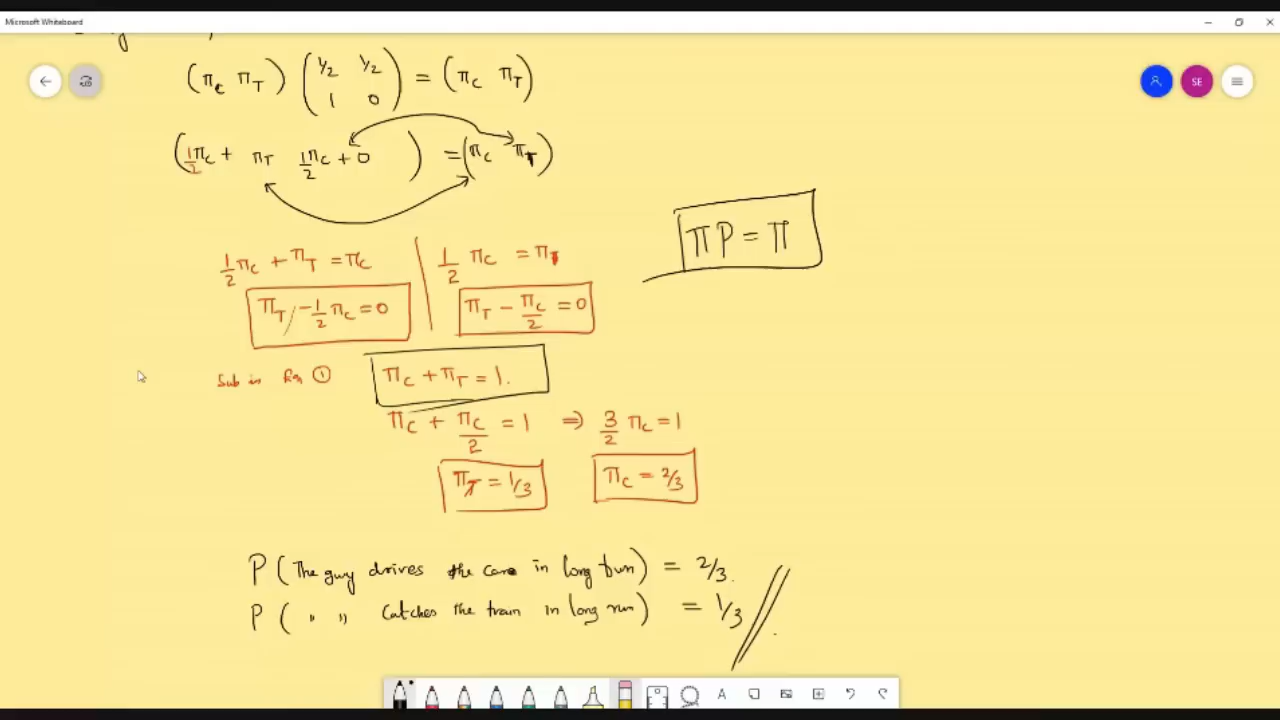 Microsoft Whiteboard
(π_C π_T) (1/2 1/2 1 0) = (π_C π_T)
(1/2 π_C + π_T 1/2 π_C + 0) = (π_C π_T)
πP = π
1/2 π_C + π_T = π_C | 1/2 π_C = π_T
π_T - 1/2 π_C = 0 π_T - π_C/2 = 0
Sub in Eqn ① π_C + π_T = 1.
π_C + π_C/2 = 1 ⇒ 3/2 π_C = 1
π_T = 1/3 π_C = 2/3
P (The guy drives the car in long run) = 2/3.
P ( " " Catches the train in long run) = 1/3
SE
A